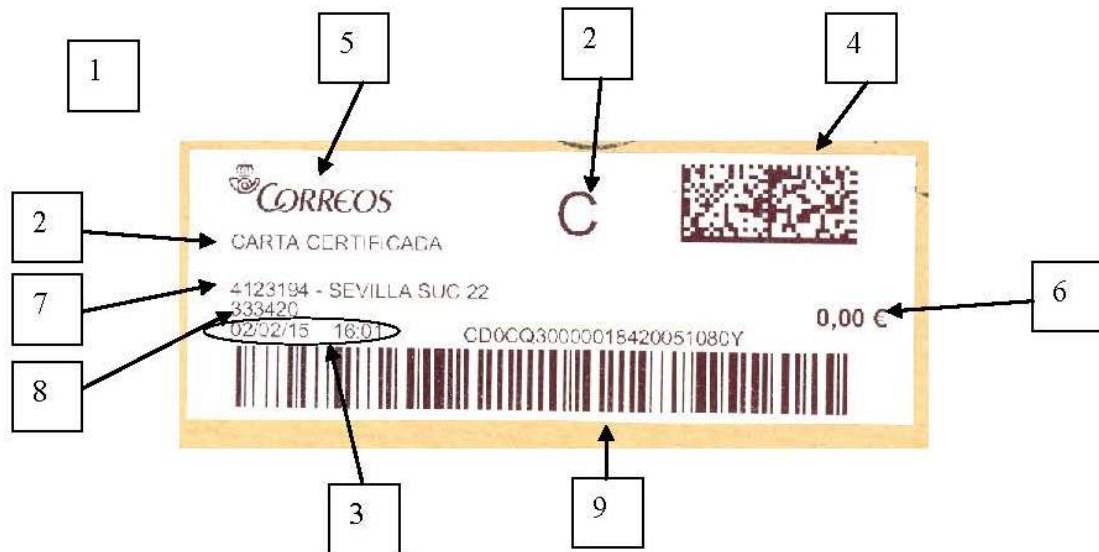 5
2
4
1
CORREOS
C
2
CARTA CERTIFICADA
7
4123194 - SEVILLA SUC 22
333420
6
0,00 €
02/02/15 16:01
CD0CQ30000018420051080Y
8
3
9